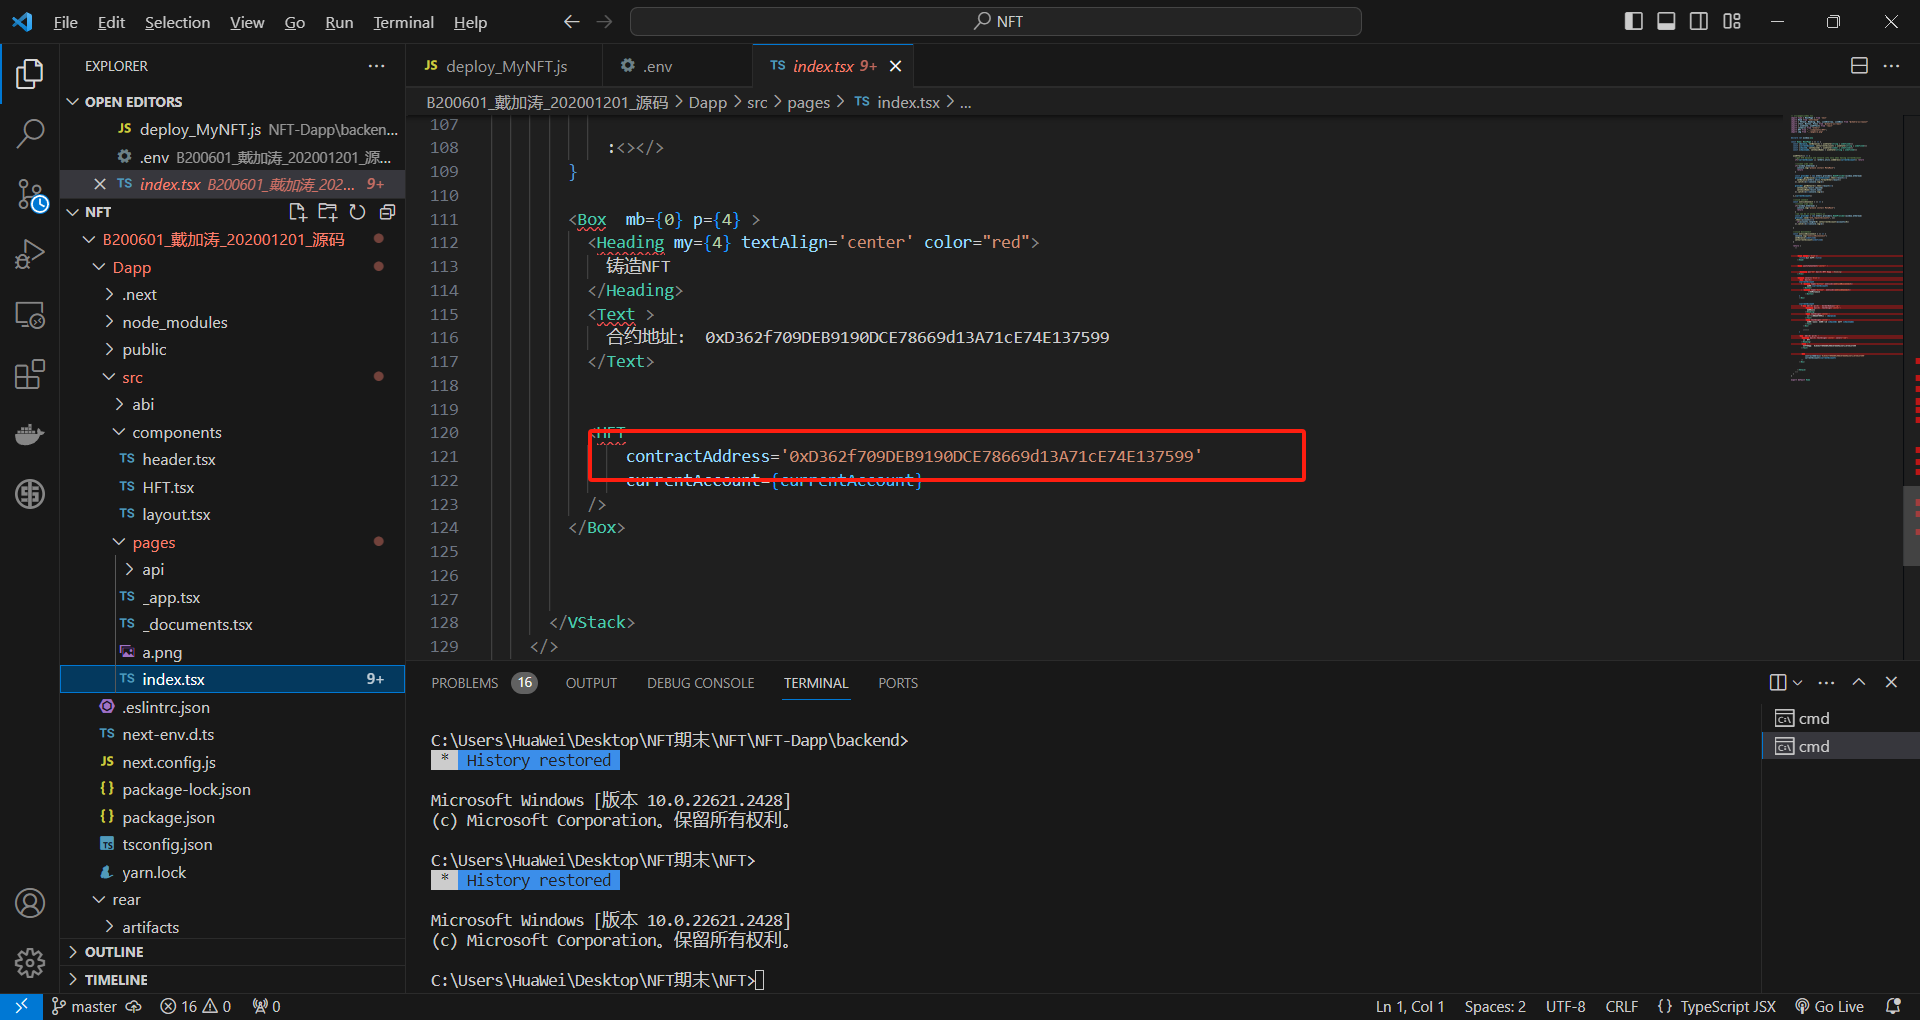 File Edit Selection View Go Run Terminal Help
NFT
EXPLORER
OPEN EDITORS
JS deploy_MyNFT.js NFT-Dapp\backen...
.env B200601_戴加涛_202001201_源...
TS index.tsx B200601_戴加涛_202... 9+
NFT
B200601_戴加涛_202001201_源码
Dapp
.next
node_modules
public
src
abi
components
TS header.tsx
TS HFT.tsx
TS layout.tsx
pages
api
TS _app.tsx
TS _documents.tsx
a.png
TS index.tsx 9+
.eslintrc.json
TS next-env.d.ts
JS next.config.js
{} package-lock.json
{} package.json
TS tsconfig.json
yarn.lock
rear
artifacts
OUTLINE
TIMELINE
JS deploy_MyNFT.js
.env
TS index.tsx 9+
B200601_戴加涛_202001201_源码 > Dapp > src > pages > TS index.tsx > ...
107
108 :<></>
109 }
110
111 <Box mb={0} p={4} >
112 <Heading my={4} textAlign='center' color="red">
113 铸造NFT
114 </Heading>
115 <Text >
116 合约地址: 0xD362f709DEB9190DCE78669d13A71cE74E137599
117 </Text>
118
119
120 <HFT
121 contractAddress='0xD362f709DEB9190DCE78669d13A71cE74E137599'
122 currentAccount={currentAccount}
123 />
124 </Box>
125
126
127
128 </VStack>
129 </>
PROBLEMS 16 OUTPUT DEBUG CONSOLE TERMINAL PORTS
C:\Users\HuaWei\Desktop\NFT期末\NFT\NFT-Dapp\backend>
* History restored
Microsoft Windows [版本 10.0.22621.2428]
(c) Microsoft Corporation。保留所有权利。
C:\Users\HuaWei\Desktop\NFT期末\NFT>
* History restored
Microsoft Windows [版本 10.0.22621.2428]
(c) Microsoft Corporation。保留所有权利。
C:\Users\HuaWei\Desktop\NFT期末\NFT>
cmd
cmd
master 16 0 0
Ln 1, Col 1 Spaces: 2 UTF-8 CRLF {} TypeScript JSX Go Live